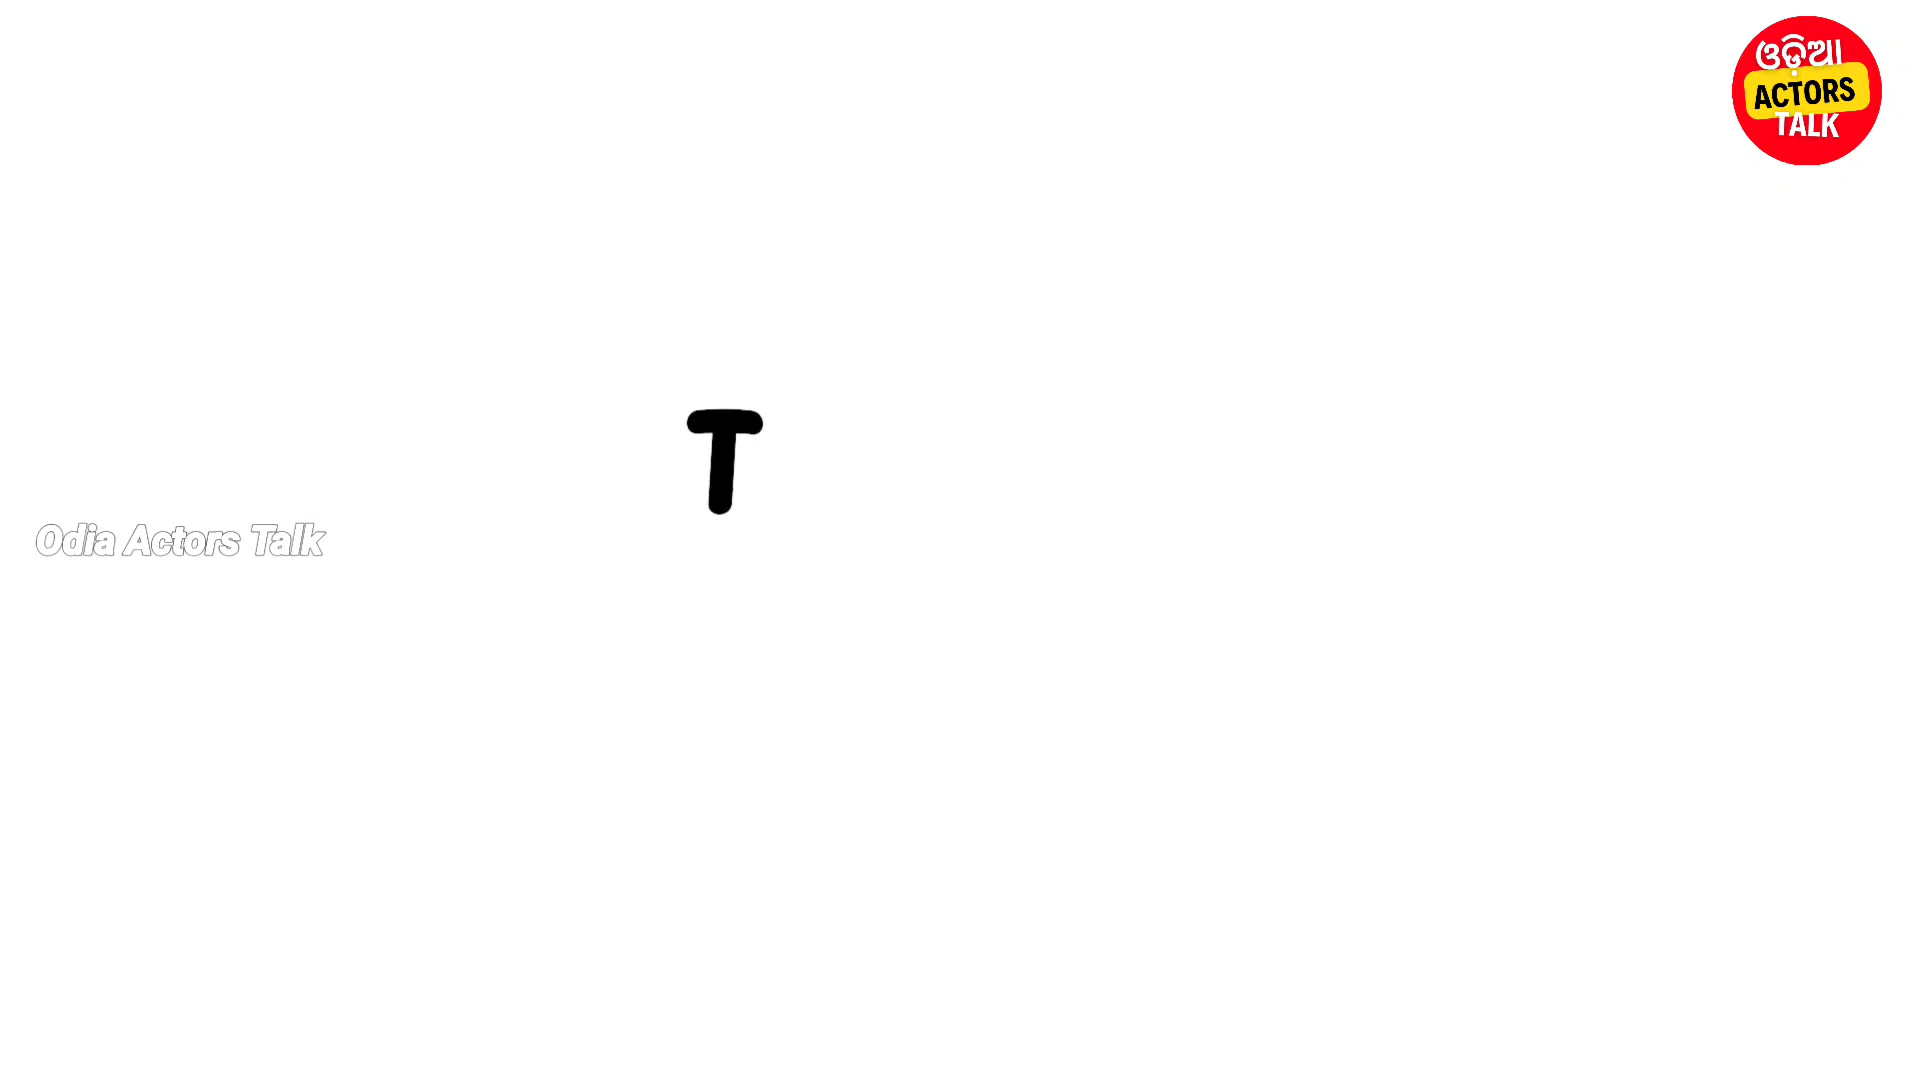 ଓଡ଼ିଆ
ACTORS
TALK
T
Odia Actors Talk